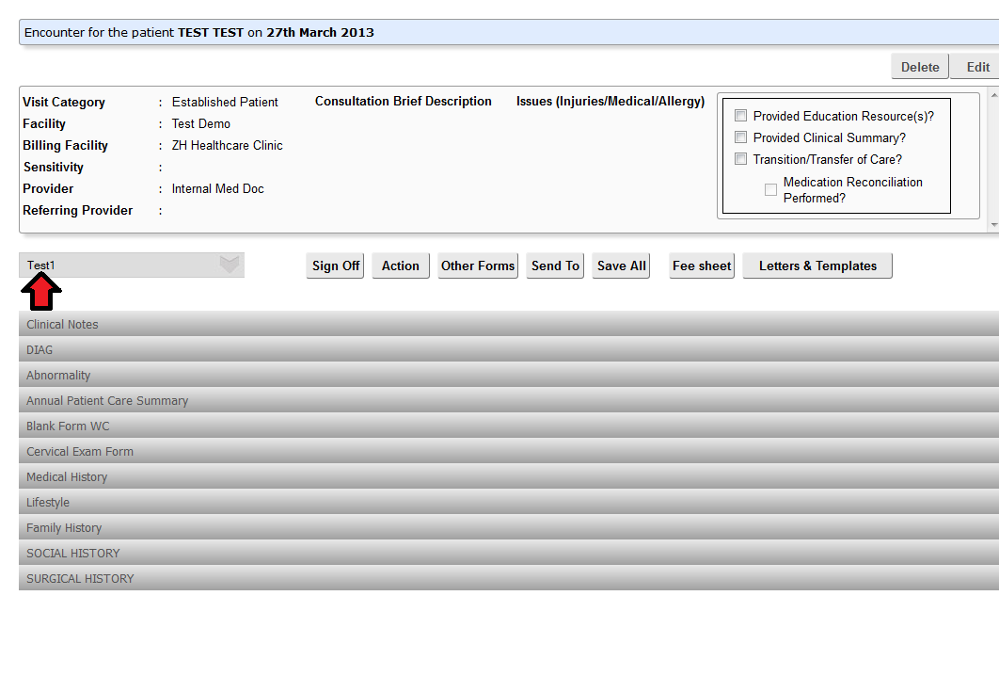 Encounter for the patient TEST TEST on 27th March 2013
Delete Edit
Visit Category : Established Patient
Facility : Test Demo
Billing Facility : ZH Healthcare Clinic
Sensitivity :
Provider : Internal Med Doc
Referring Provider :
Consultation Brief Description
Issues (Injuries/Medical/Allergy)
Provided Education Resource(s)?
Provided Clinical Summary?
Transition/Transfer of Care?
Medication Reconciliation
Performed?
Test1
Sign Off Action Other Forms Send To Save All Fee sheet Letters & Templates
Clinical Notes
DIAG
Abnormality
Annual Patient Care Summary
Blank Form WC
Cervical Exam Form
Medical History
Lifestyle
Family History
SOCIAL HISTORY
SURGICAL HISTORY